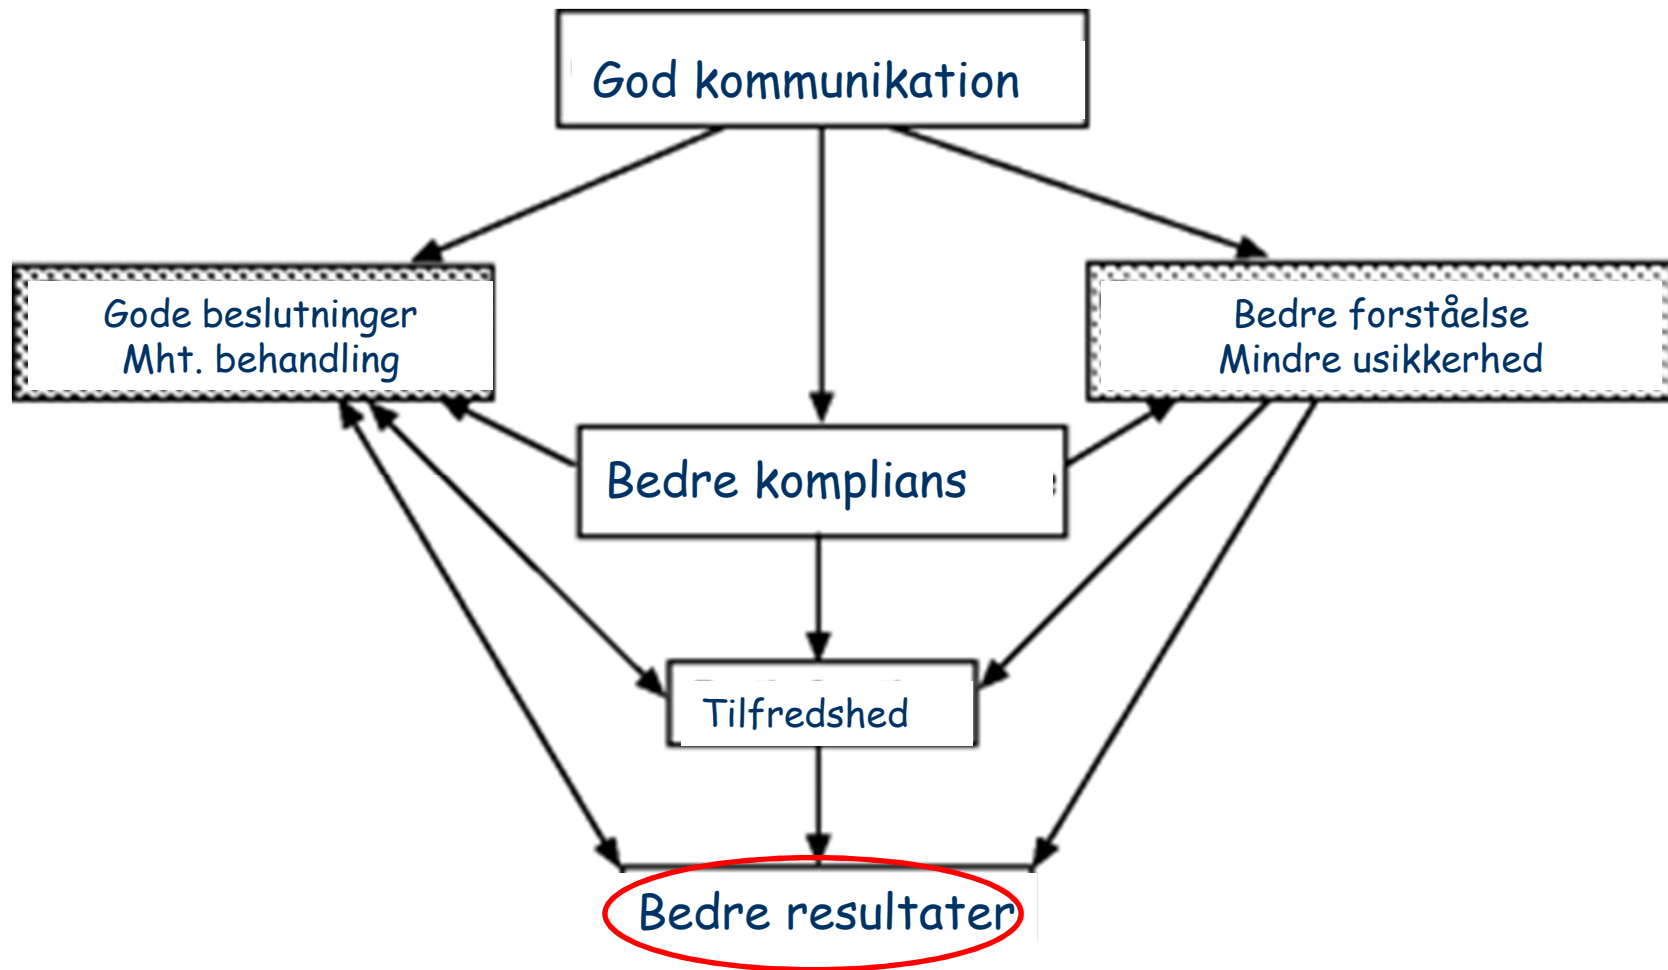 God kommunikation
Gode beslutninger
Mht. behandling
Bedre forståelse
Mindre usikkerhed
Bedre komplians
Tilfredshed
Bedre resultater